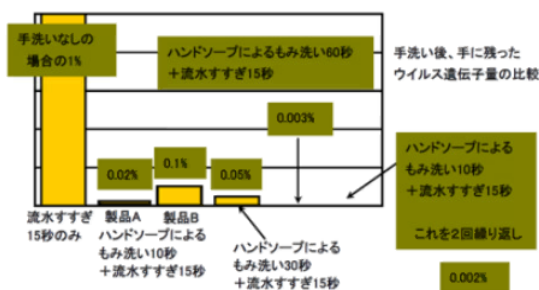 手洗いなしの
場合の1%
ハンドソープによるもみ洗い60秒
＋流水すすぎ15秒
手洗い後、手に残った
ウイルス遺伝子量の比較
0.02%
0.1%
0.05%
0.003%
ハンドソープによる
もみ洗い10秒
＋流水すすぎ15秒
これを2回繰り返し
0.002%
流水すすぎ
15秒のみ
製品A
製品B
ハンドソープによる
もみ洗い10秒
＋流水すすぎ15秒
ハンドソープによる
もみ洗い30秒
＋流水すすぎ15秒